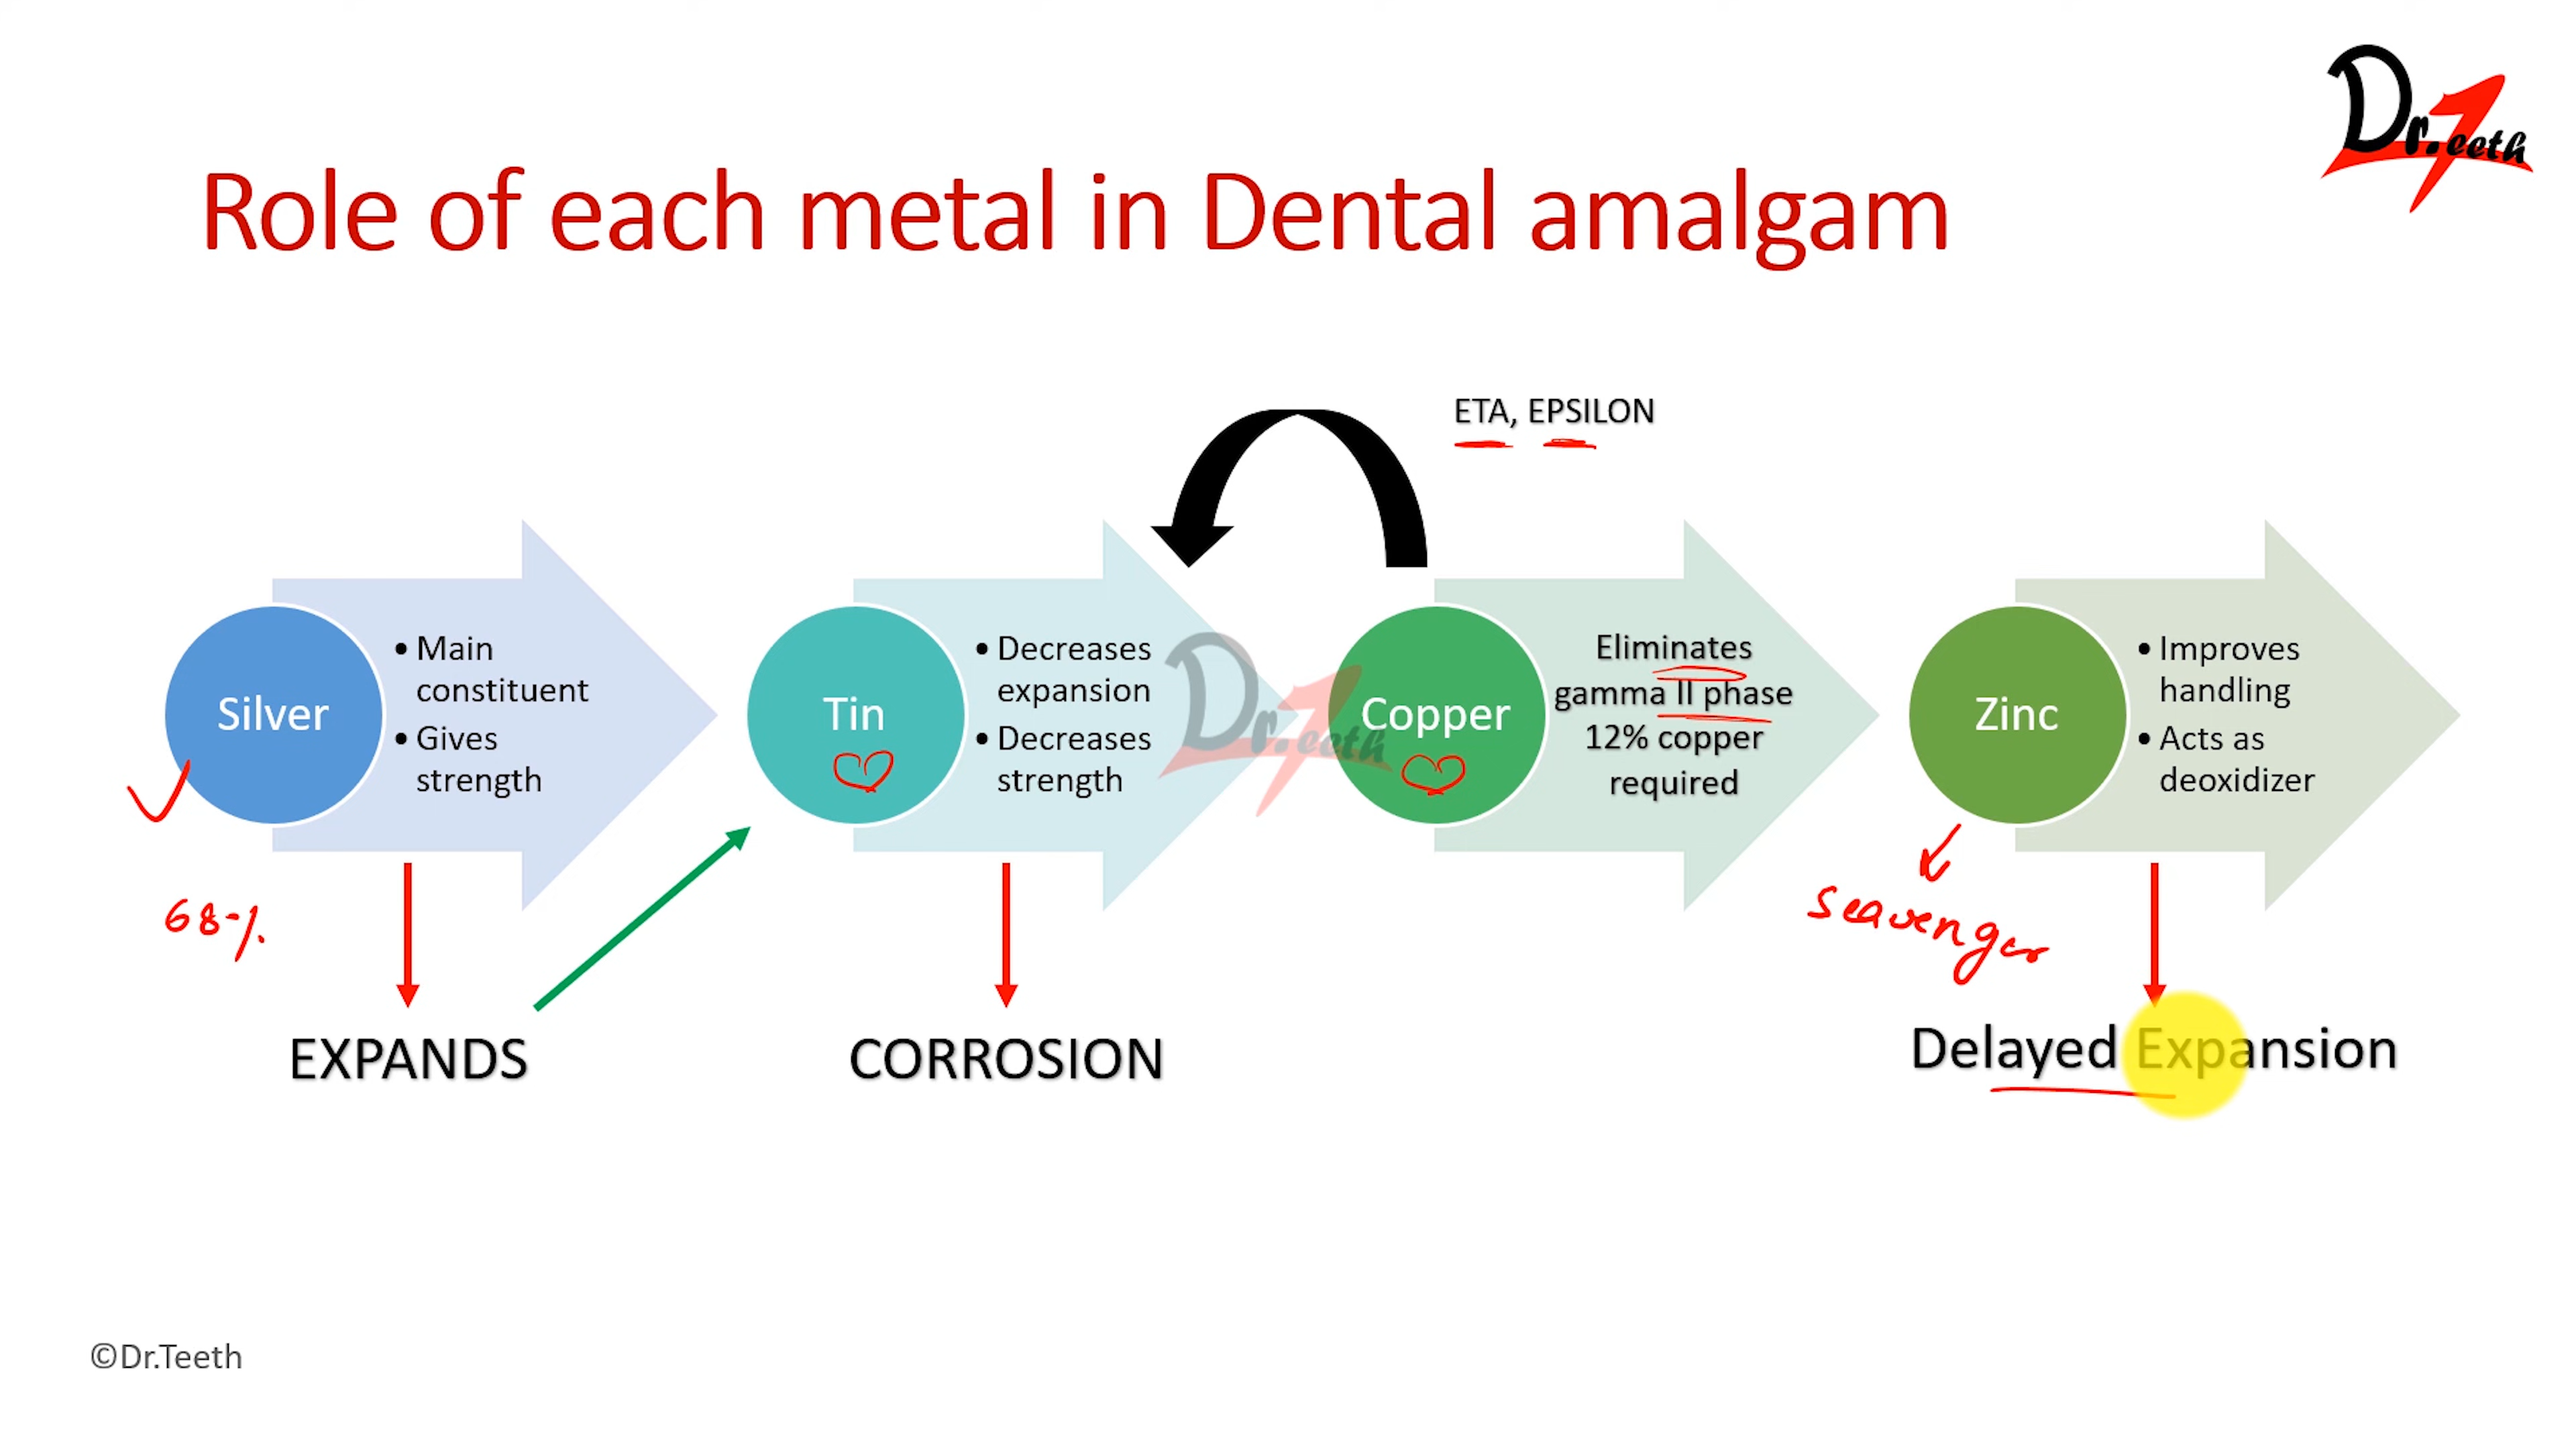 Dr.Teeth
Role of each metal in Dental amalgam
ETA, EPSILON
Silver
• Main
constituent
• Gives
strength
Tin
• Decreases
expansion
• Decreases
strength
Dr.Teeth
Copper
Eliminates
gamma II phase
12% copper
required
Zinc
• Improves
handling
• Acts as
deoxidizer
68%
scavenger
EXPANDS
CORROSION
Delayed Expansion
©Dr.Teeth